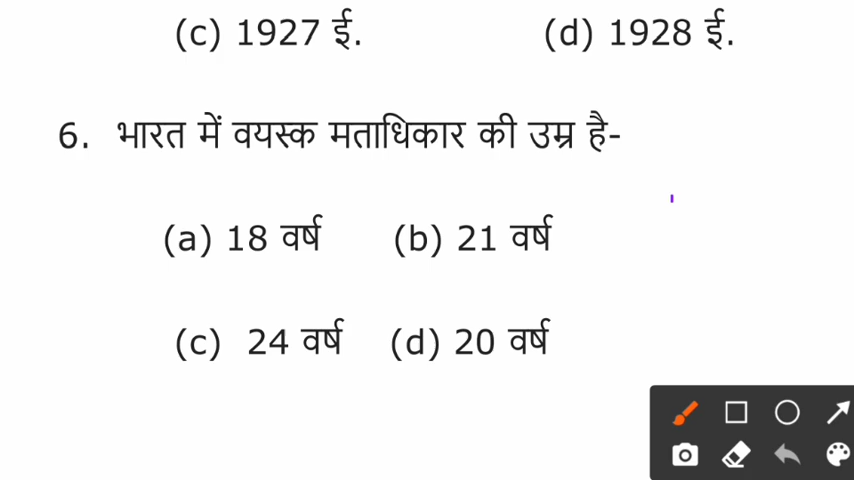 (c) 1927 ई. (d) 1928 ई.
6. भारत में वयस्क मताधिकार की उम्र है-
(a) 18 वर्ष (b) 21 वर्ष
(c) 24 वर्ष (d) 20 वर्ष